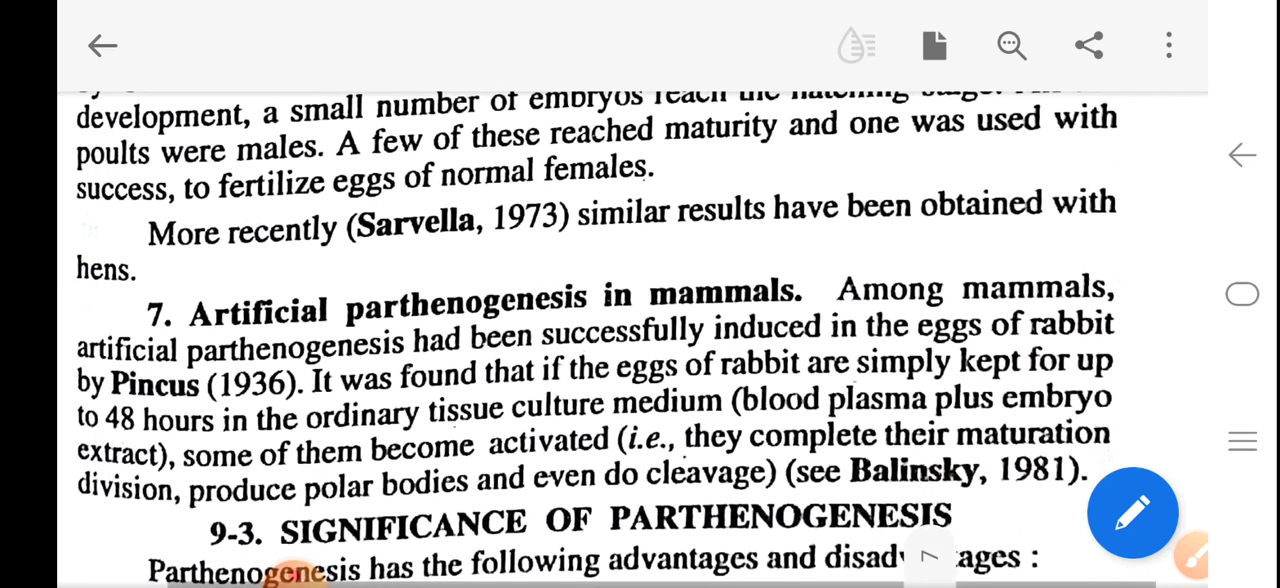 development, a small number of embryos reach the hatching stage.
poults were males. A few of these reached maturity and one was used with
success, to fertilize eggs of normal females.
More recently (Sarvella, 1973) similar results have been obtained with
hens.
7. Artificial parthenogenesis in mammals. Among mammals,
artificial parthenogenesis had been successfully induced in the eggs of rabbit
by Pincus (1936). It was found that if the eggs of rabbit are simply kept for up
to 48 hours in the ordinary tissue culture medium (blood plasma plus embryo
extract), some of them become activated (i.e., they complete their maturation
division, produce polar bodies and even do cleavage) (see Balinsky, 1981).
9-3. SIGNIFICANCE OF PARTHENOGENESIS
Parthenogenesis has the following advantages and :